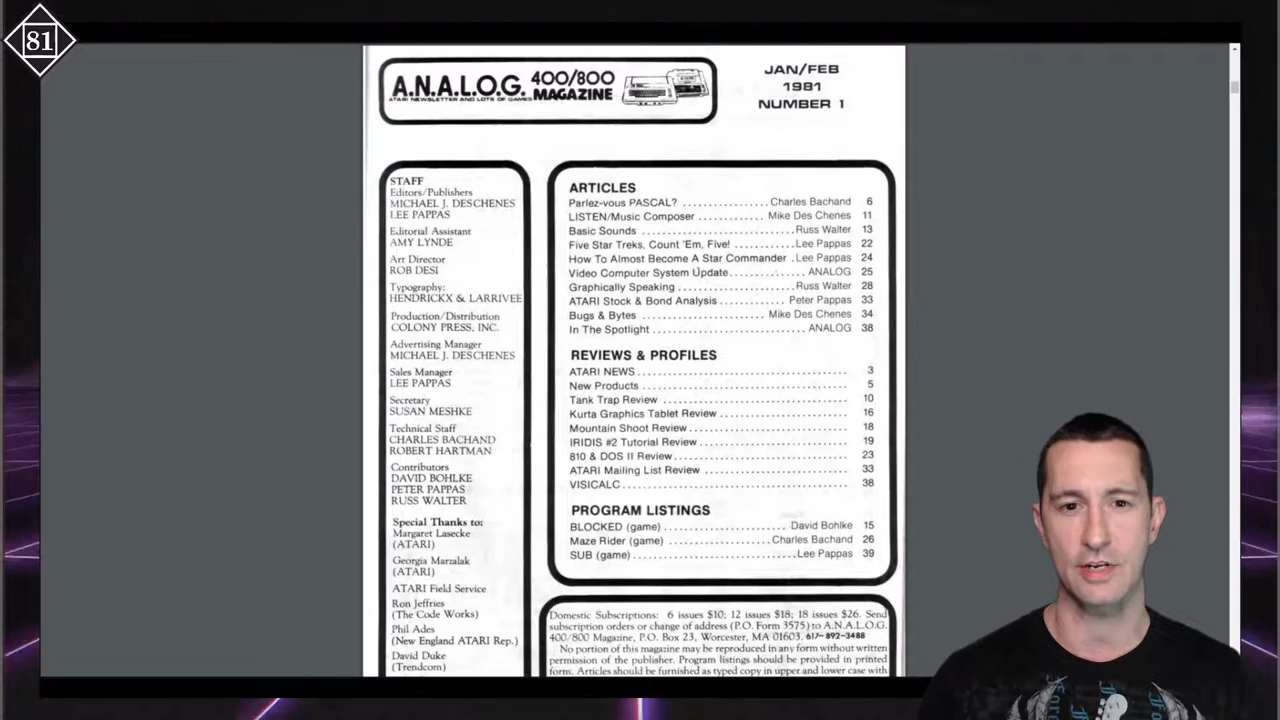 81
A.N.A.L.O.G. 400/800
ATARI NEWSLETTER AND LOTS OF GAMES MAGAZINE
JAN/FEB
1981
NUMBER 1
STAFF
Editors/Publishers
MICHAEL J. DESCHENES
LEE PAPPAS
Editorial Assistant
AMY LYNDE
Art Director
ROB DESI
Typography:
HENDRICKX & LARRIVEE
Production/Distribution
COLONY PRESS, INC.
Advertising Manager
MICHAEL J. DESCHENES
Sales Manager
LEE PAPPAS
Secretary
SUSAN MESHKE
Technical Staff
CHARLES BACHAND
ROBERT HARTMAN
Contributors
DAVID BOHLKE
PETER PAPPAS
RUSS WALTER
Special Thanks to:
Margaret Lasecke
(ATARI)
Georgia Marzalak
(ATARI)
ATARI Field Service
Ron Jeffries
(The Code Works)
Phil Ades
(New England ATARI Rep.)
David Duke
(Trendcom)
ARTICLES
Parlez-vous PASCAL? .................. Charles Bachand 6
LISTEN/Music Composer ............. Mike Des Chenes 11
Basic Sounds ................................ Russ Walter 13
Five Star Treks, Count 'Em, Five! .......... Lee Pappas 22
How To Almost Become A Star Commander . Lee Pappas 24
Video Computer System Update .............. ANALOG 25
Graphically Speaking ........................ Russ Walter 28
ATARI Stock & Bond Analysis ............ Peter Pappas 33
Bugs & Bytes ........................ Mike Des Chenes 34
In The Spotlight ............................ ANALOG 38
REVIEWS & PROFILES
ATARI NEWS ........................................ 3
New Products ........................................ 5
Tank Trap Review .................................... 10
Kurta Graphics Tablet Review ........................ 16
Mountain Shoot Review .............................. 18
IRIDIS #2 Tutorial Review ............................ 19
810 & DOS II Review ................................ 23
ATARI Mailing List Review ............................ 33
VISICALC .......................................... 38
PROGRAM LISTINGS
BLOCKED (game) ........................ David Bohlke 15
Maze Rider (game) .................... Charles Bachand 26
SUB (game) ................................ Lee Pappas 39
Domestic Subscriptions: 6 issues $10; 12 issues $18; 18 issues $26. Send
subscription orders or change of address (P.O. Form 3575) to A.N.A.L.O.G.
400/800 Magazine, P.O. Box 23, Worcester, MA 01603. 617-892-3488
No portion of this magazine may be reproduced in any form without written
permission of the publisher. Program listings should be provided in printed
form. Articles should be furnished as typed copy in upper and lower case with